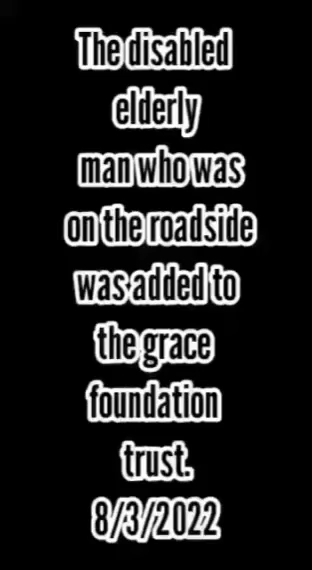 The disabled
elderly
man who was
on the roadside
was added to
the grace
foundation
trust.
8/3/2022